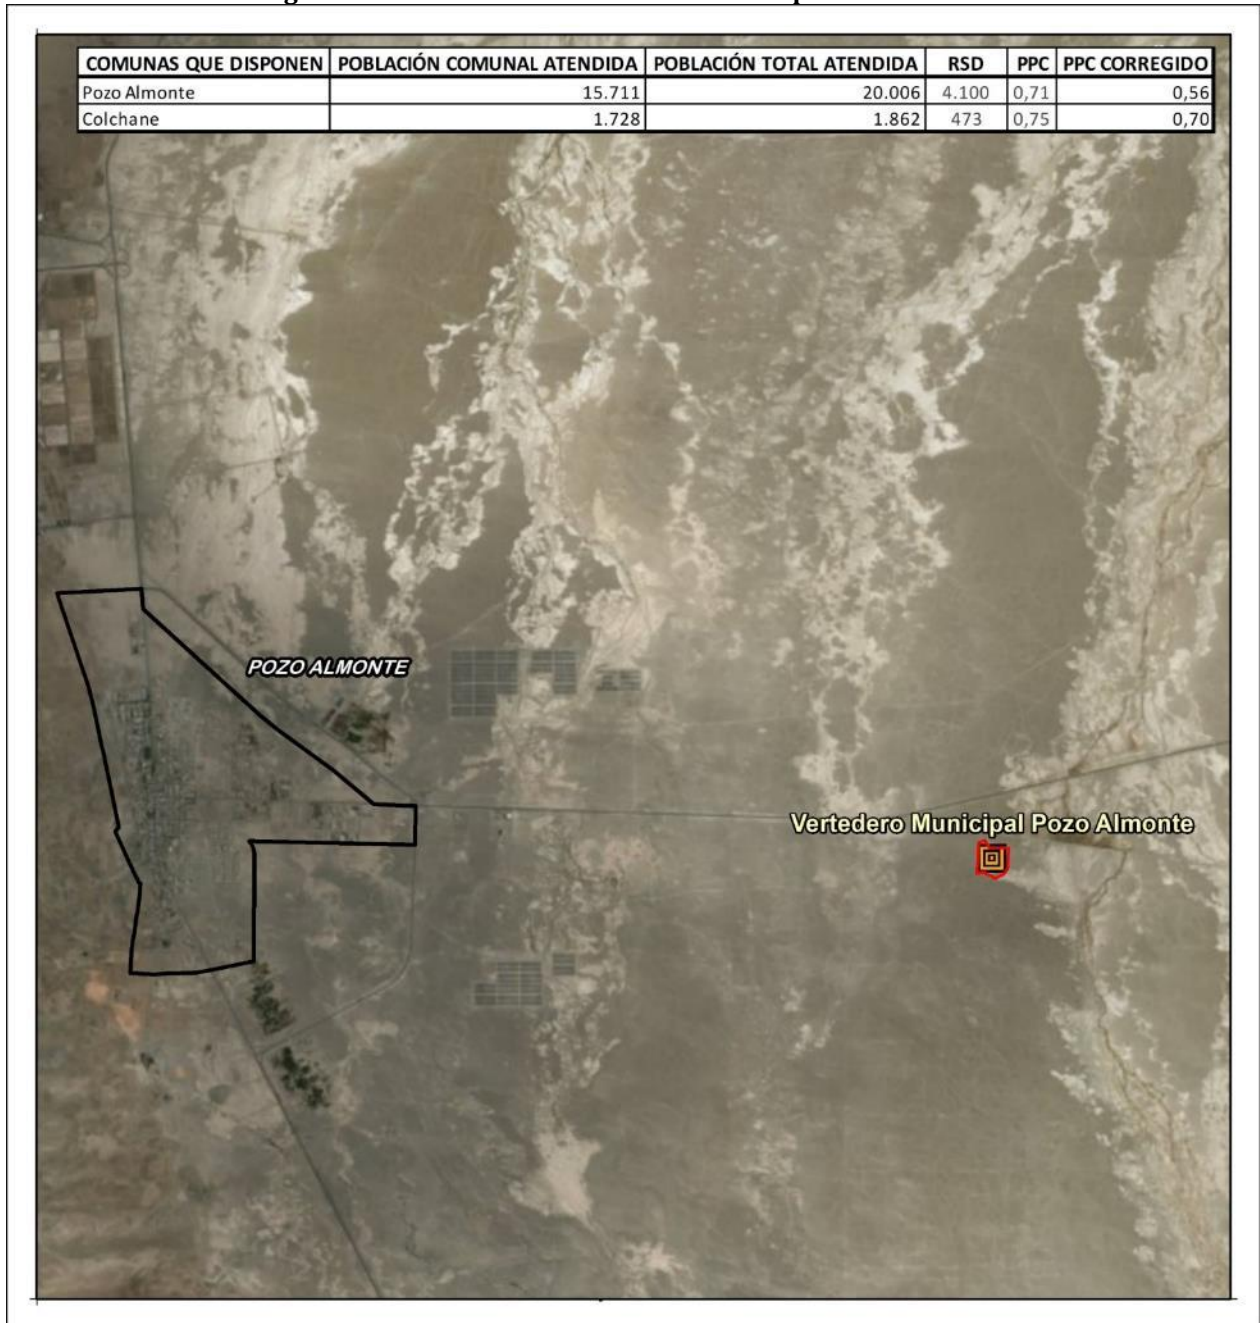 COMUNAS QUE DISPONEN POBLACIÓN COMUNAL ATENDIDA POBLACIÓN TOTAL ATENDIDA RSD PPC PPC CORREGIDO
Pozo Almonte 15.711 20.006 4.100 0,71 0,56
Colchane 1.728 1.862 473 0,75 0,70
POZO ALMONTE
Vertedero Municipal Pozo Almonte